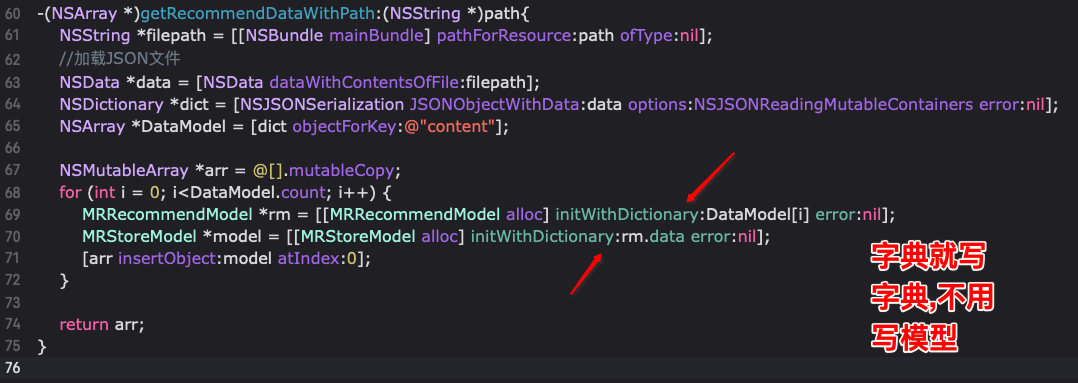 60 -(NSArray *)getRecommendDataWithPath:(NSString *)path{
61 NSString *filepath = [[NSBundle mainBundle] pathForResource:path ofType:nil];
62 //加载JSON文件
63 NSData *data = [NSData dataWithContentsOfFile:filepath];
64 NSDictionary *dict = [NSJSONSerialization JSONObjectWithData:data options:NSJSONReadingMutableContainers error:nil];
65 NSArray *DataModel = [dict objectForKey:@"content"];
66
67 NSMutableArray *arr = @[].mutableCopy;
68 for (int i = 0; i<DataModel.count; i++) {
69 MRRecommendModel *rm = [[MRRecommendModel alloc] initWithDictionary:DataModel[i] error:nil];
70 MRStoreModel *model = [[MRStoreModel alloc] initWithDictionary:rm.data error:nil];
71 [arr insertObject:model atIndex:0];
72 }
73
74 return arr;
75 }
76
字典就写
字典,不用
写模型